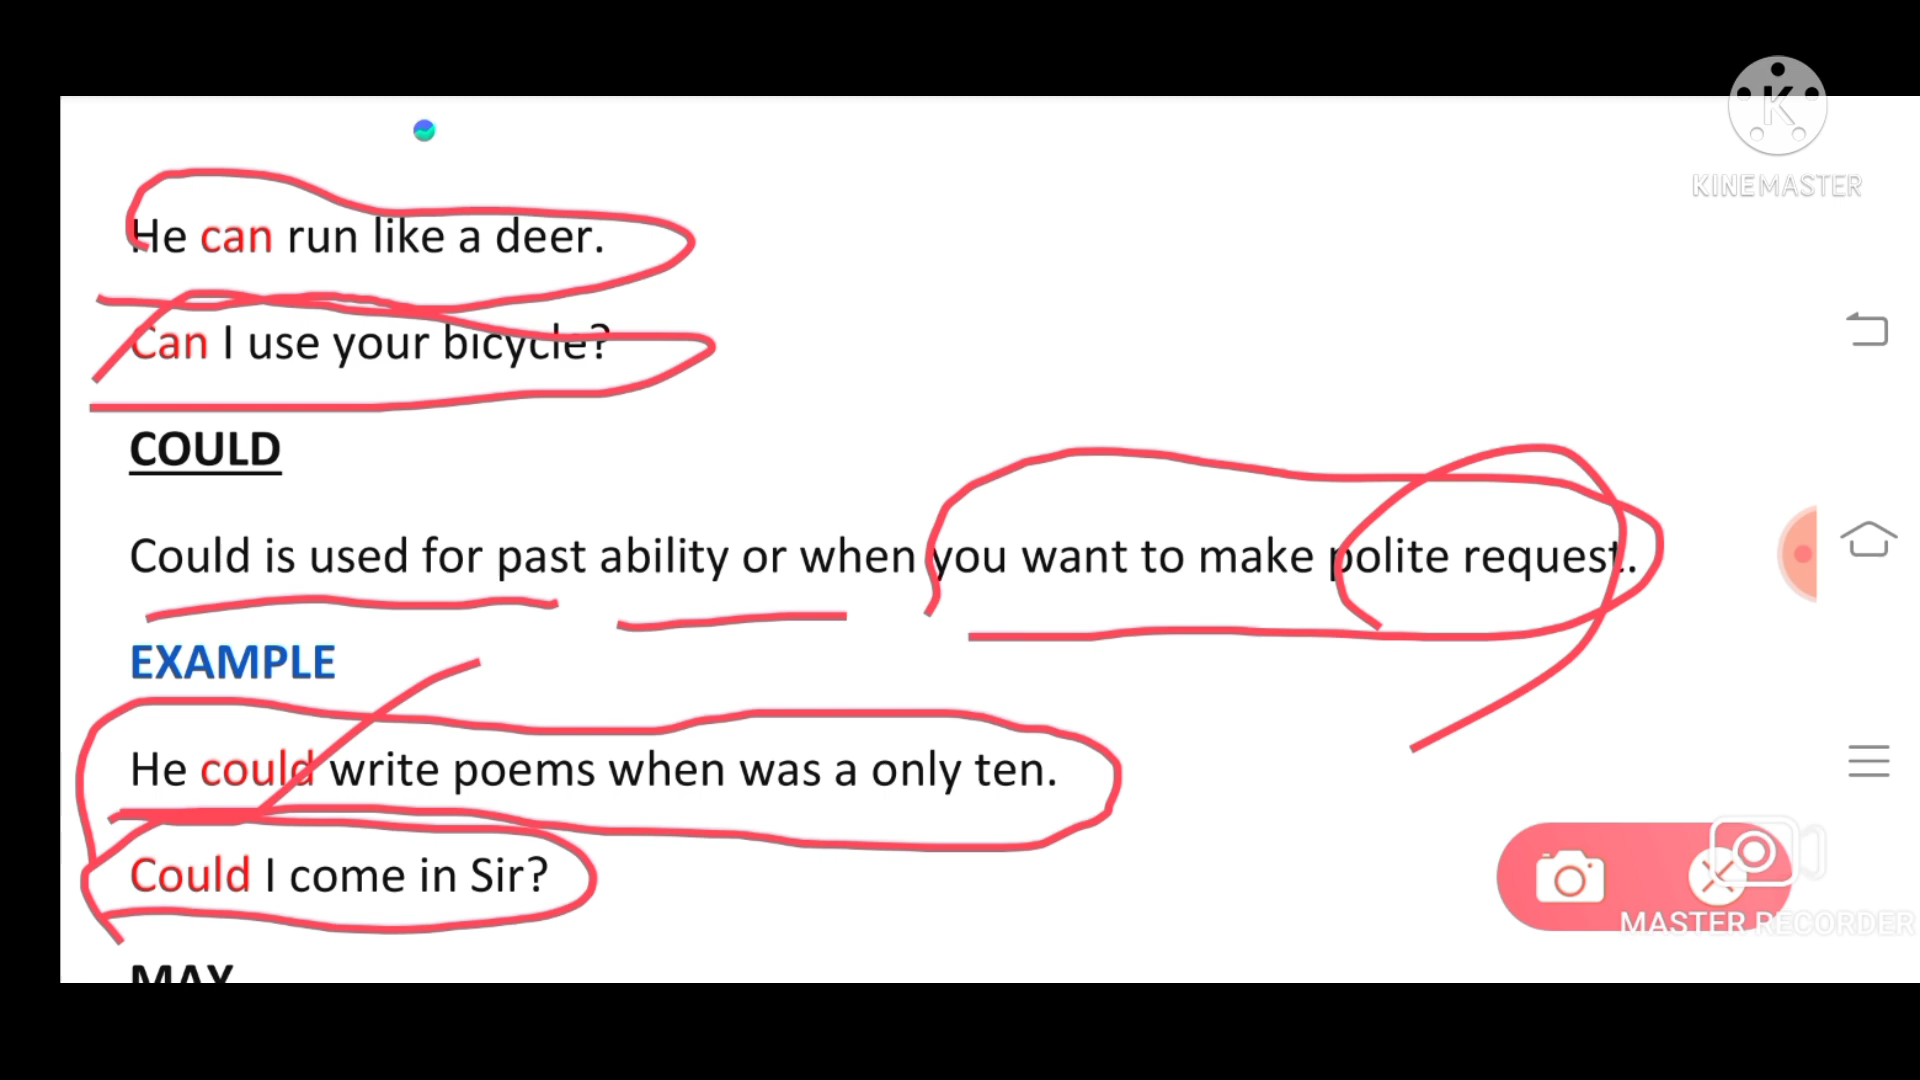 KINEMASTER
He can run like a deer.
Can I use your bicycle?
COULD
Could is used for past ability or when you want to make polite request.
EXAMPLE
He could write poems when was a only ten.
Could I come in Sir?
MASTER RECORDER
MAY